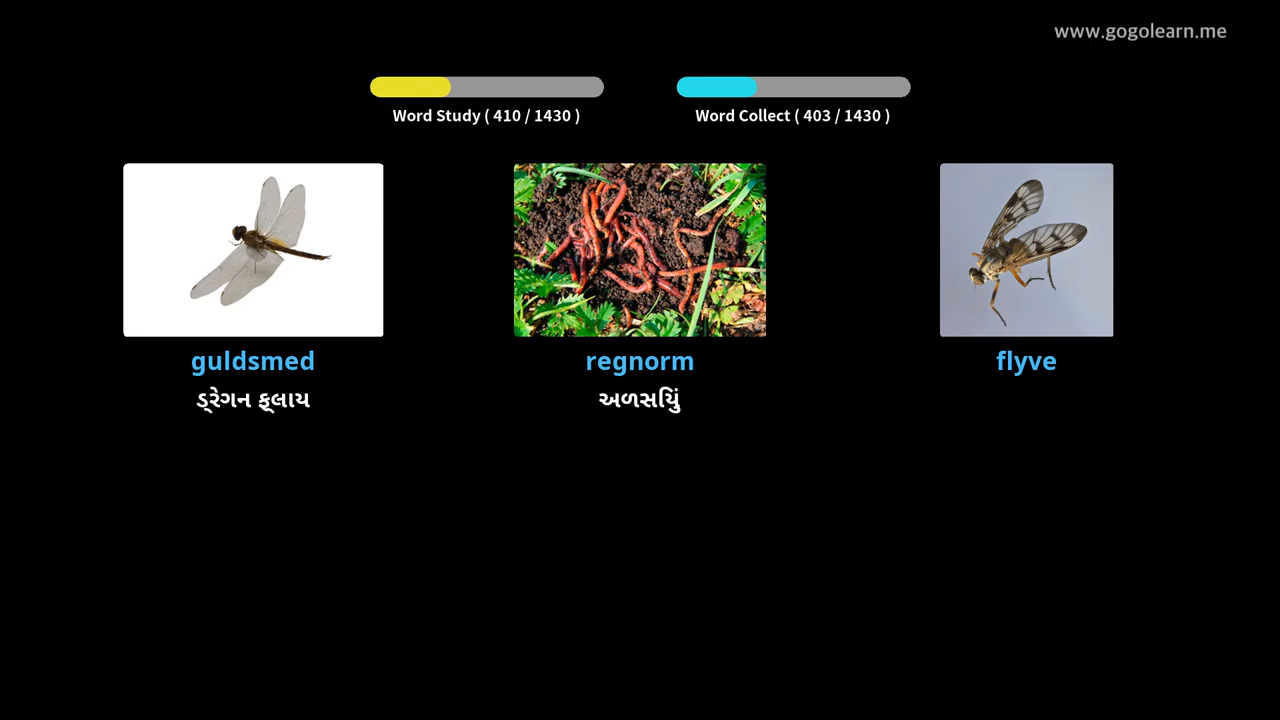 www.gogolearn.me
Word Study ( 410 / 1430 )
Word Collect ( 403 / 1430 )
guldsmed
regnorm
flyve
ડ્રેગન ફ્લાય
અળસિયું